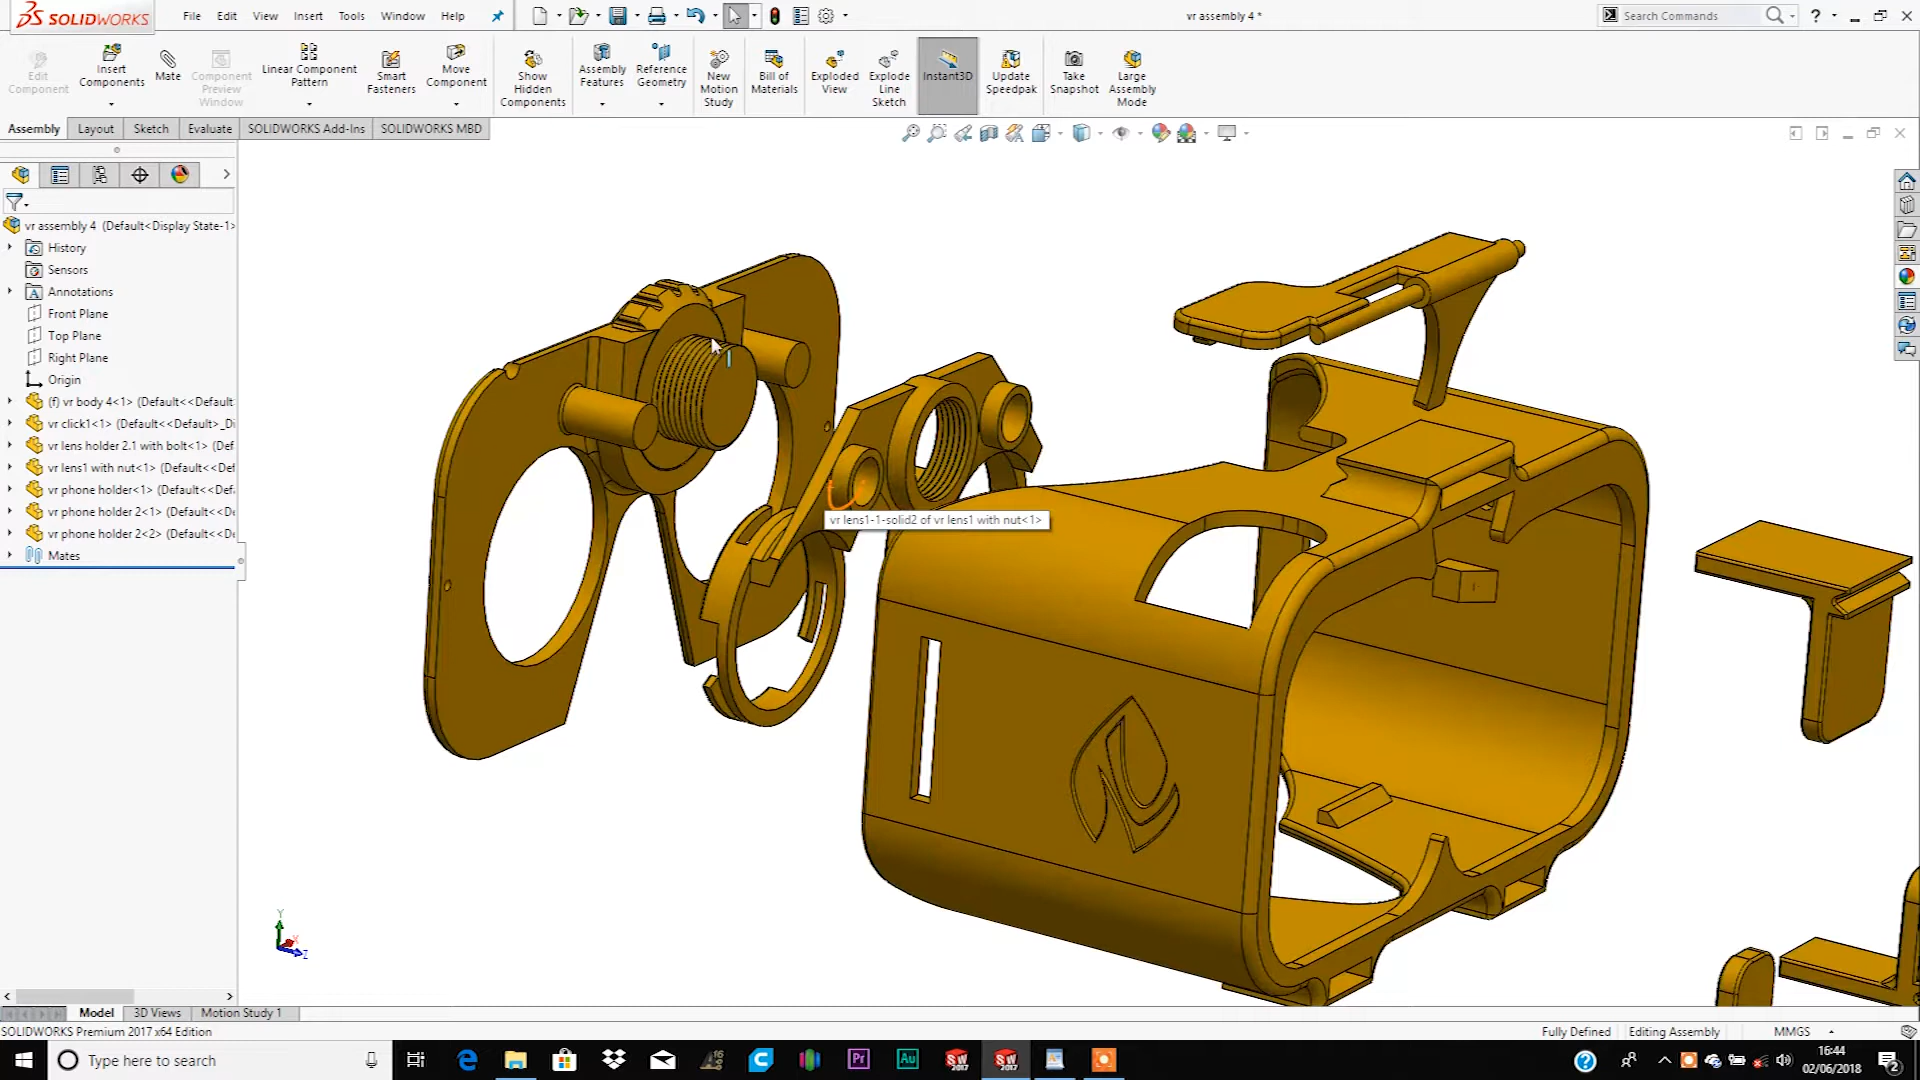 SOLIDWORKS File Edit View Insert Tools Window Help vr assembly 4 * Search Commands
Edit Component
Insert Components
Mate
Component Preview Window
Linear Component Pattern
Smart Fasteners
Move Component
Show Hidden Components
Assembly Features
Reference Geometry
New Motion Study
Bill of Materials
Exploded View
Explode Line Sketch
Instant3D
Update Speedpak
Take Snapshot
Large Assembly Mode
Assembly Layout Sketch Evaluate SOLIDWORKS Add-Ins SOLIDWORKS MBD
vr assembly 4 (Default<Display State-1>
History
Sensors
Annotations
Front Plane
Top Plane
Right Plane
Origin
(f) vr body 4<1> (Default<<Default
vr click1<1> (Default<<Default>_Di
vr lens holder 2.1 with bolt<1> (Def
vr lens1 with nut<1> (Default<<Def
vr phone holder<1> (Default<<Def
vr phone holder 2<1> (Default<<De
vr phone holder 2<2> (Default<<De
Mates
vr lens1-1-solid2 of vr lens1 with nut<1>
Y
X
Z
Model 3D Views Motion Study 1
SOLIDWORKS Premium 2017 x64 Edition Fully Defined Editing Assembly MMGS
Type here to search
16:44
02/06/2018